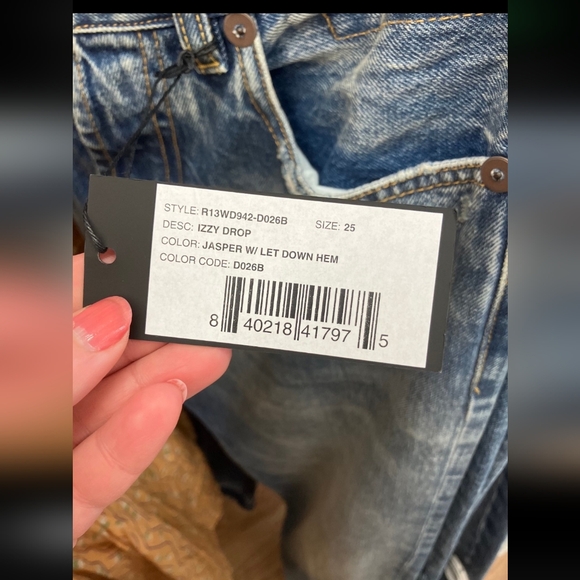 STYLE: R13WD942-D026B SIZE: 25
DESC: IZZY DROP
COLOR: JASPER W/ LET DOWN HEM
COLOR CODE: D026B
8 40218 41797 5